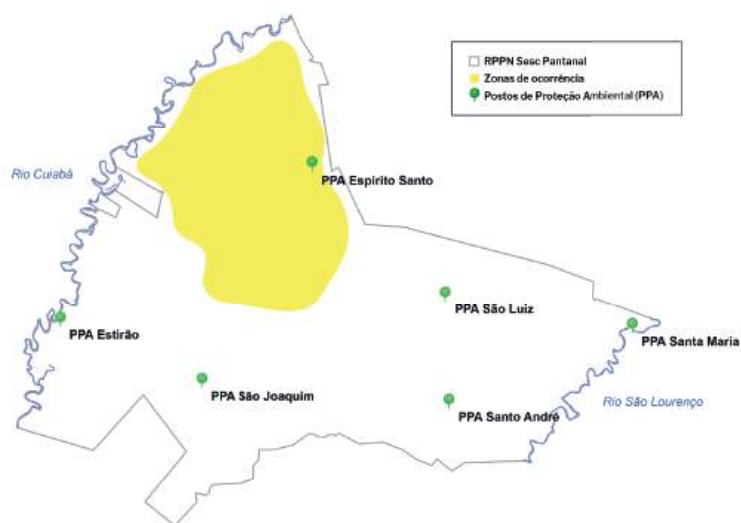 RPPN Sesc Pantanal
Zonas de ocorrência
Postos de Proteção Ambiental (PPA)
Rio Cuiabá
PPA Espirito Santo
PPA São Luiz
PPA Estirão
PPA Santa Maria
PPA São Joaquim
Rio São Lourenço
PPA Santo André